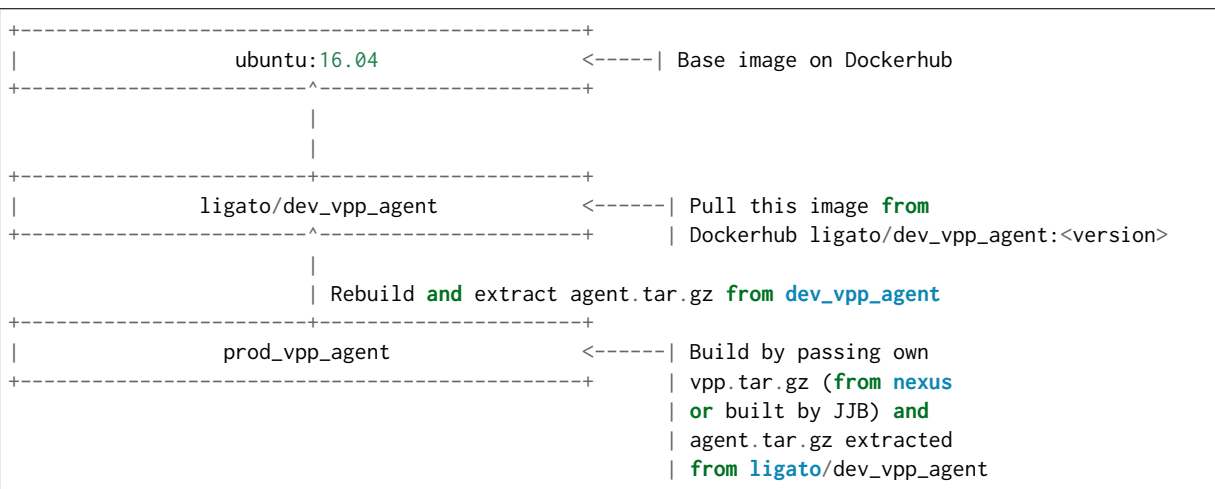 +-----------------------------------------------+
|                  ubuntu:16.04                 <-----| Base image on Dockerhub
+------------------------^----------------------+
                         |
                         |
+------------------------+----------------------+
|               ligato/dev_vpp_agent            <------| Pull this image from
+------------------------^----------------------+      | Dockerhub ligato/dev_vpp_agent:<version>
                         |
                         | Rebuild and extract agent.tar.gz from dev_vpp_agent
+------------------------+----------------------+
|                 prod_vpp_agent                <------| Build by passing own
+-----------------------------------------------+      | vpp.tar.gz (from nexus
                                                       | or built by JJB) and
                                                       | agent.tar.gz extracted
                                                       | from ligato/dev_vpp_agent